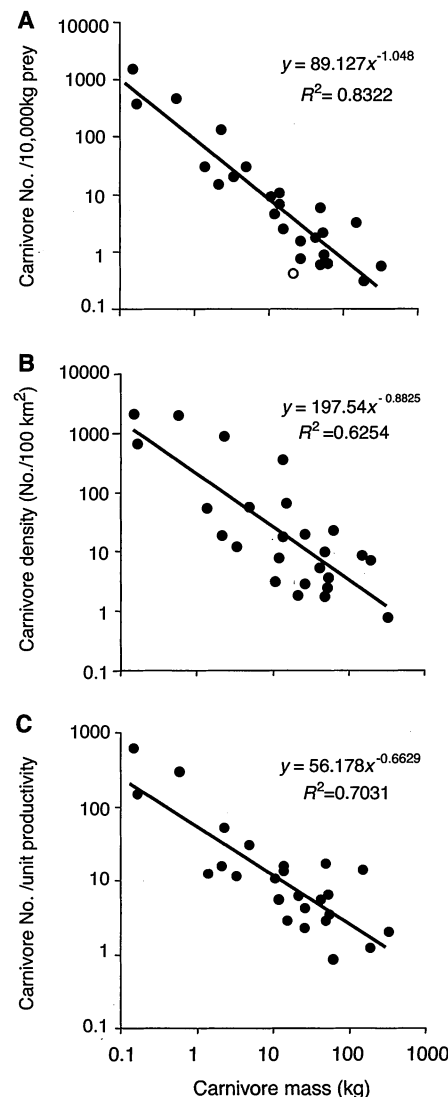 A
Carnivore No. /10,000kg prey
10000
1000
100
10
1
0.1
y = 89.127x^-1.048
R² = 0.8322
B
Carnivore density (No./100 km²)
10000
1000
100
10
1
0.1
y = 197.54x^-0.8825
R² = 0.6254
C
Carnivore No. /unit productivity
1000
100
10
1
0.1
y = 56.178x^-0.6629
R²=0.7031
0.1 1 10 100 1000
Carnivore mass (kg)